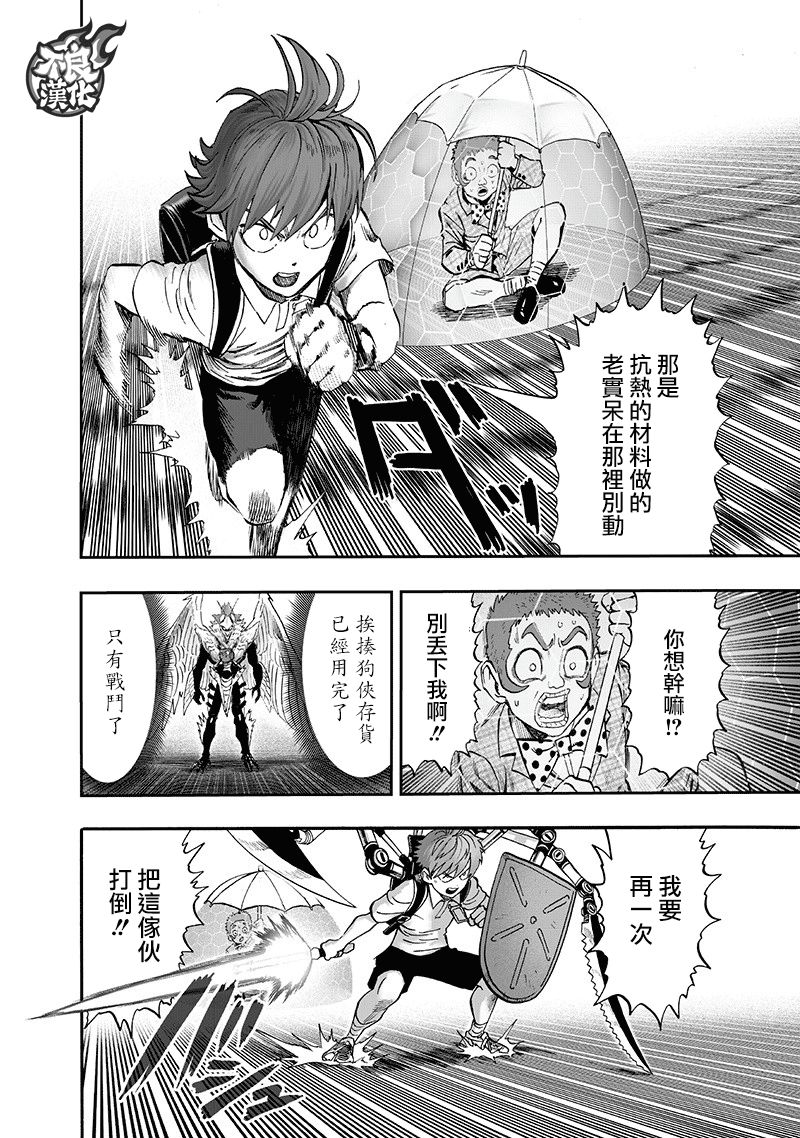 不良
漢化
那是
抗熱的材料做的
老實呆在那裡別動
ダッ
你想幹嘛!?
別丟下我啊!!
挨揍狗俠存貨
已經用完了
只有戰鬥了
我要
再一次
把這傢伙
打倒!!
バシュ